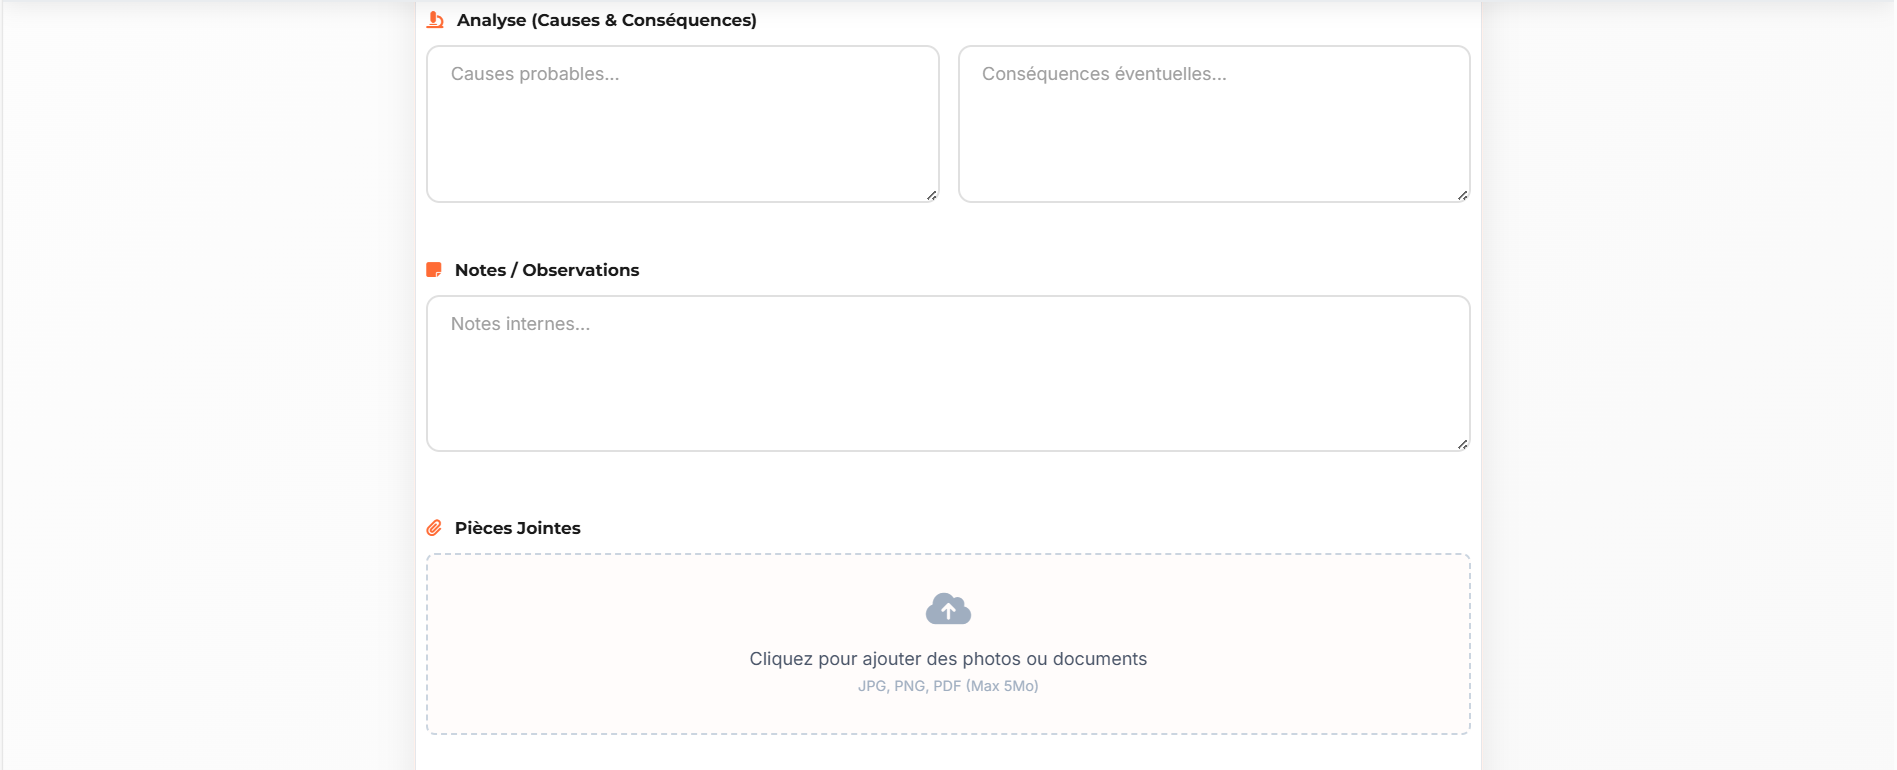 Analyse (Causes & Conséquences)
Causes probables...
Conséquences éventuelles...
Notes / Observations
Notes internes...
Pièces Jointes
Cliquez pour ajouter des photos ou documents
JPG, PNG, PDF (Max 5Mo)